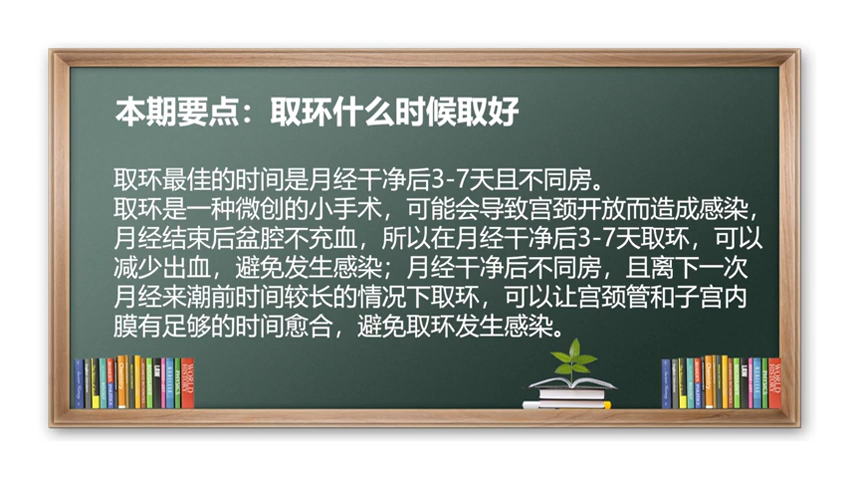 本期要点：取环什么时候取好
取环最佳的时间是月经干净后3-7天且不同房。
取环是一种微创的小手术，可能会导致宫颈开放而造成感染，
月经结束后盆腔不充血，所以在月经干净后3-7天取环，可以
减少出血，避免发生感染；月经干净后不同房，且离下一次
月经来潮前时间较长的情况下取环，可以让宫颈管和子宫内
膜有足够的时间愈合，避免取环发生感染。
WORLD HISTORY
WORLD HISTORY